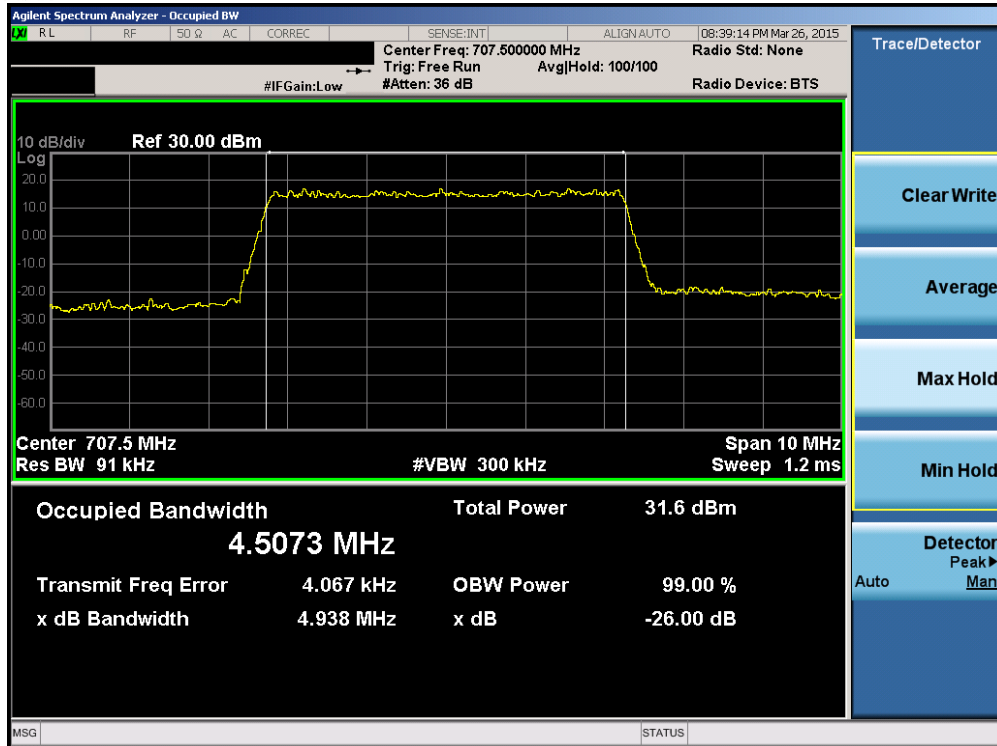 Agilent Spectrum Analyzer - Occupied BW
LXI RL RF 50 Ω AC CORREC SENSE:INT ALIGN AUTO 08:39:14 PM Mar 26, 2015
Center Freq: 707.500000 MHz Radio Std: None
Trig: Free Run Avg|Hold: 100/100
#IFGain:Low #Atten: 36 dB Radio Device: BTS
10 dB/div Ref 30.00 dBm
Log
20.0
10.0
0.00
-10.0
-20.0
-30.0
-40.0
-50.0
-60.0
Center 707.5 MHz Span 10 MHz
Res BW 91 kHz #VBW 300 kHz Sweep 1.2 ms
Occupied Bandwidth Total Power 31.6 dBm
4.5073 MHz
Transmit Freq Error 4.067 kHz OBW Power 99.00 %
x dB Bandwidth 4.938 MHz x dB -26.00 dB
MSG STATUS
Trace/Detector
Clear Write
Average
Max Hold
Min Hold
Detector
Peak▶
Auto Man